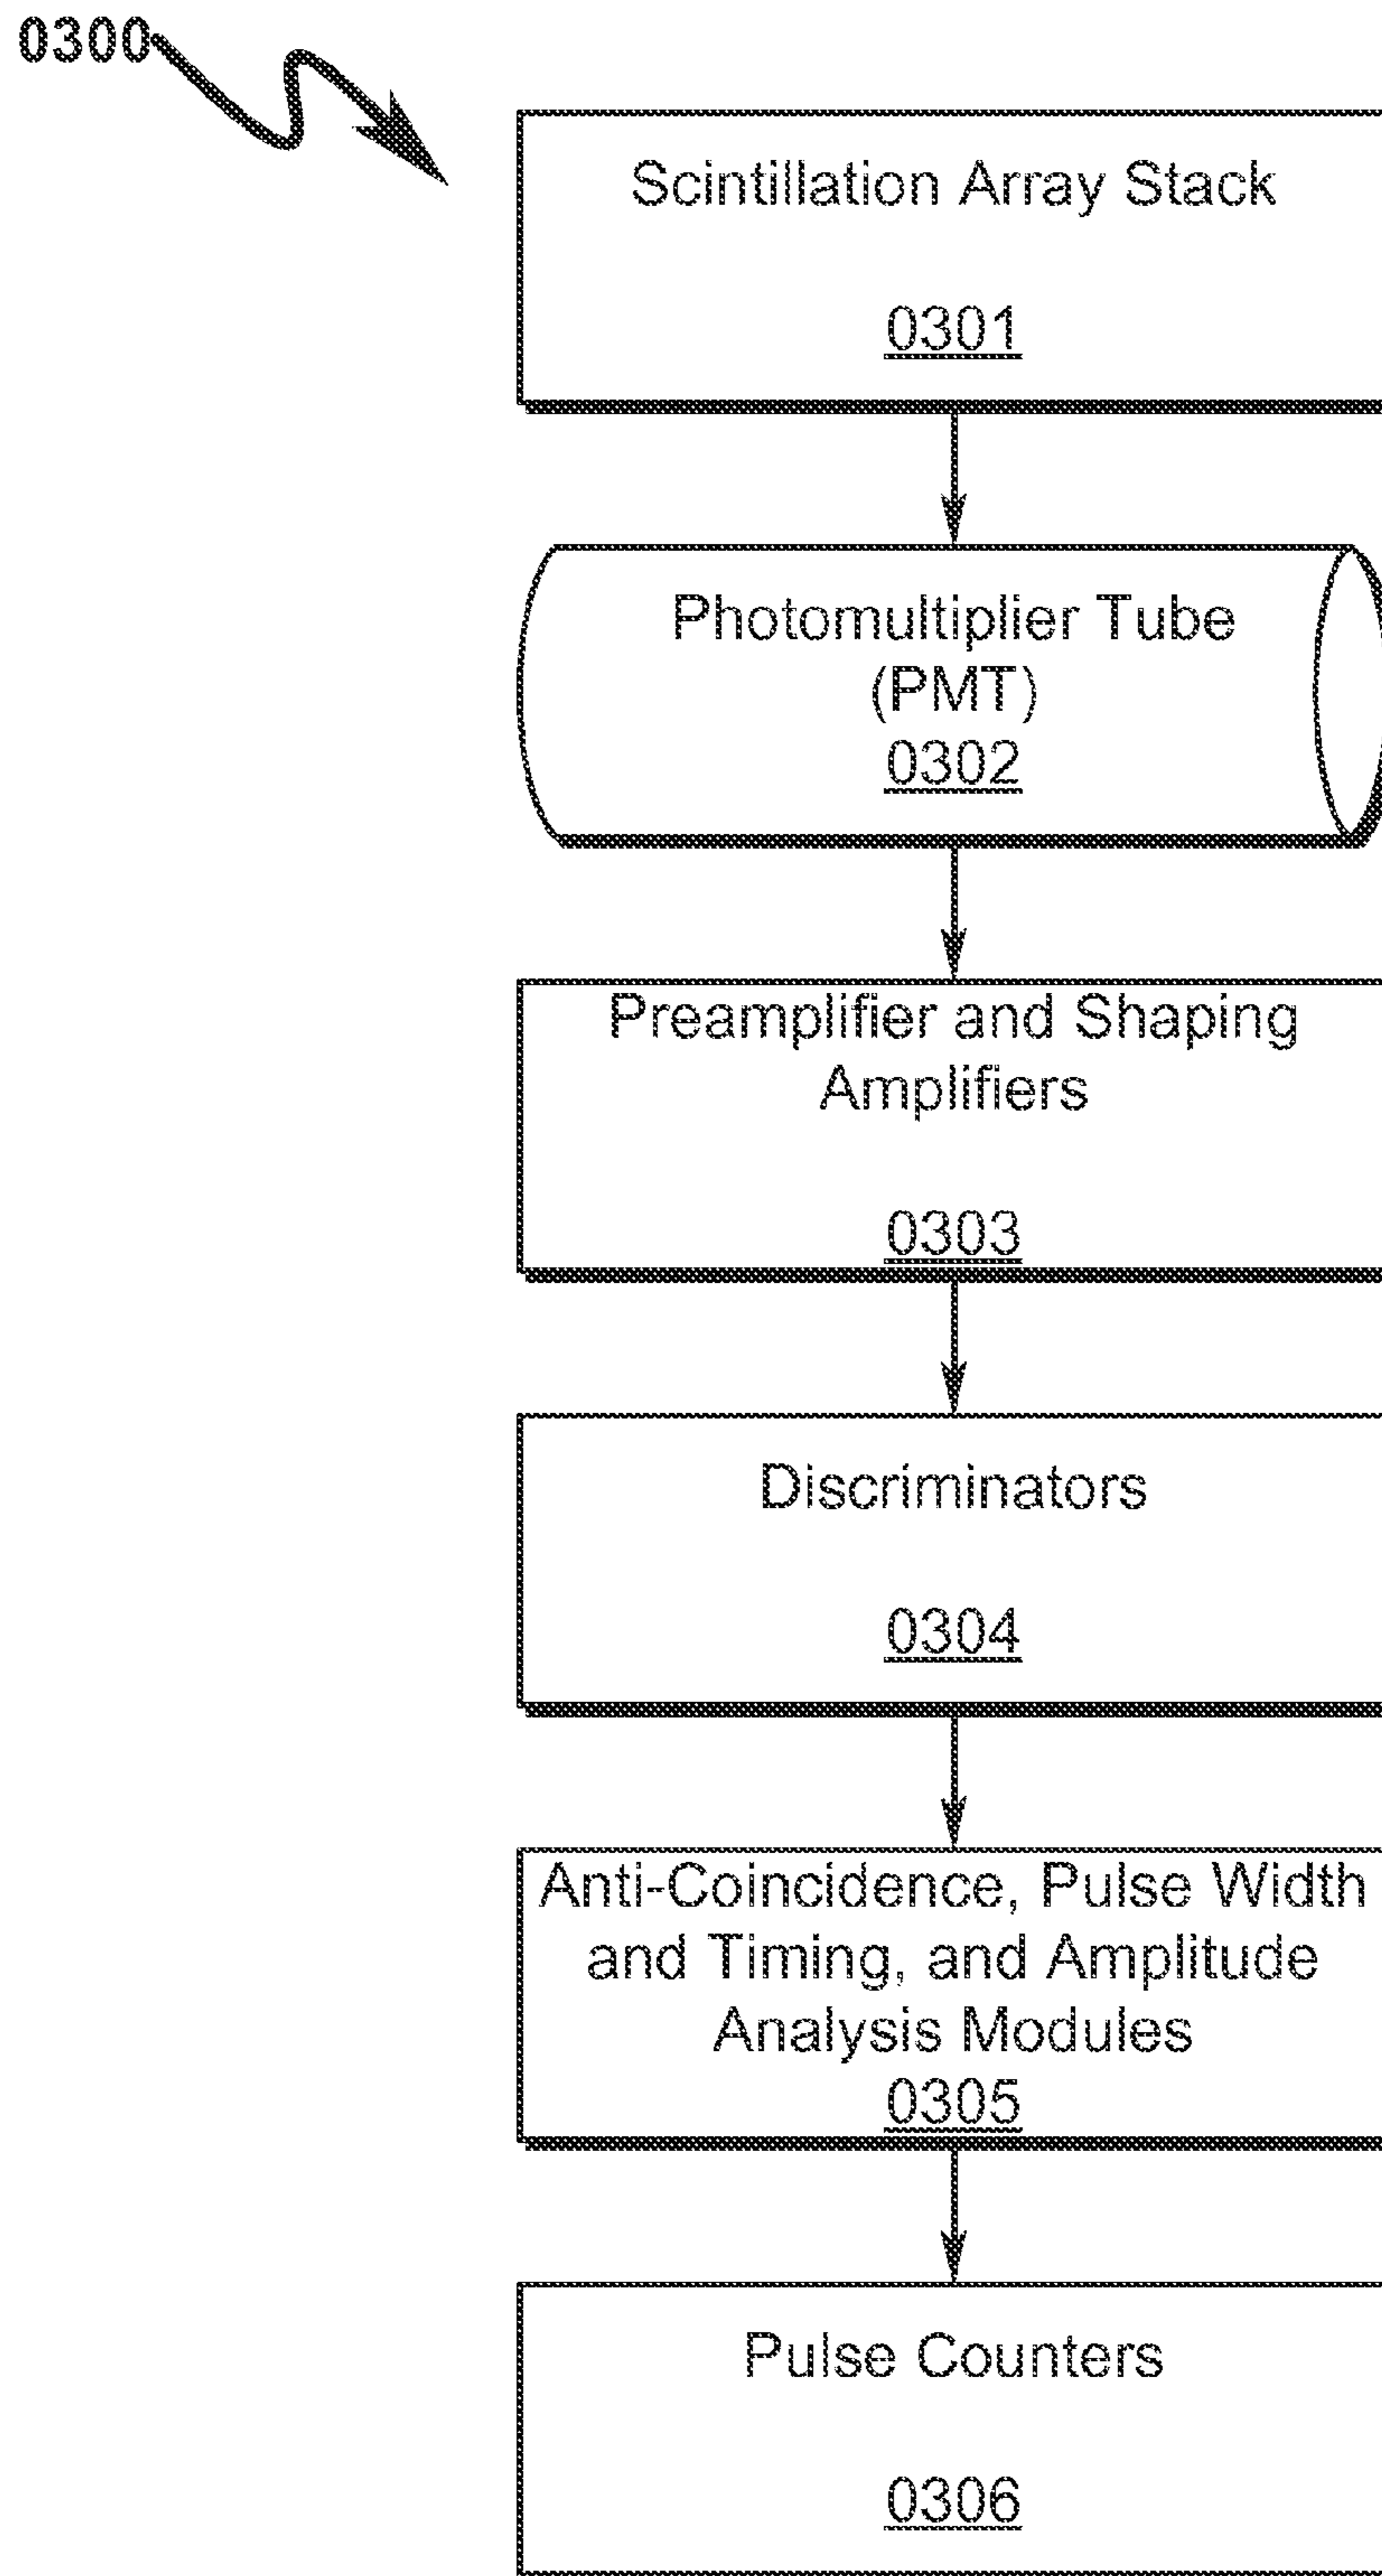 0300
Scintillation Array Stack
0301
Photomultiplier Tube
(PMT)
0302
Preamplifier and Shaping
Amplifiers
0303
Discriminators
0304
Anti-Coincidence, Pulse Width
and Timing, and Amplitude
Analysis Modules
0305
Pulse Counters
0306